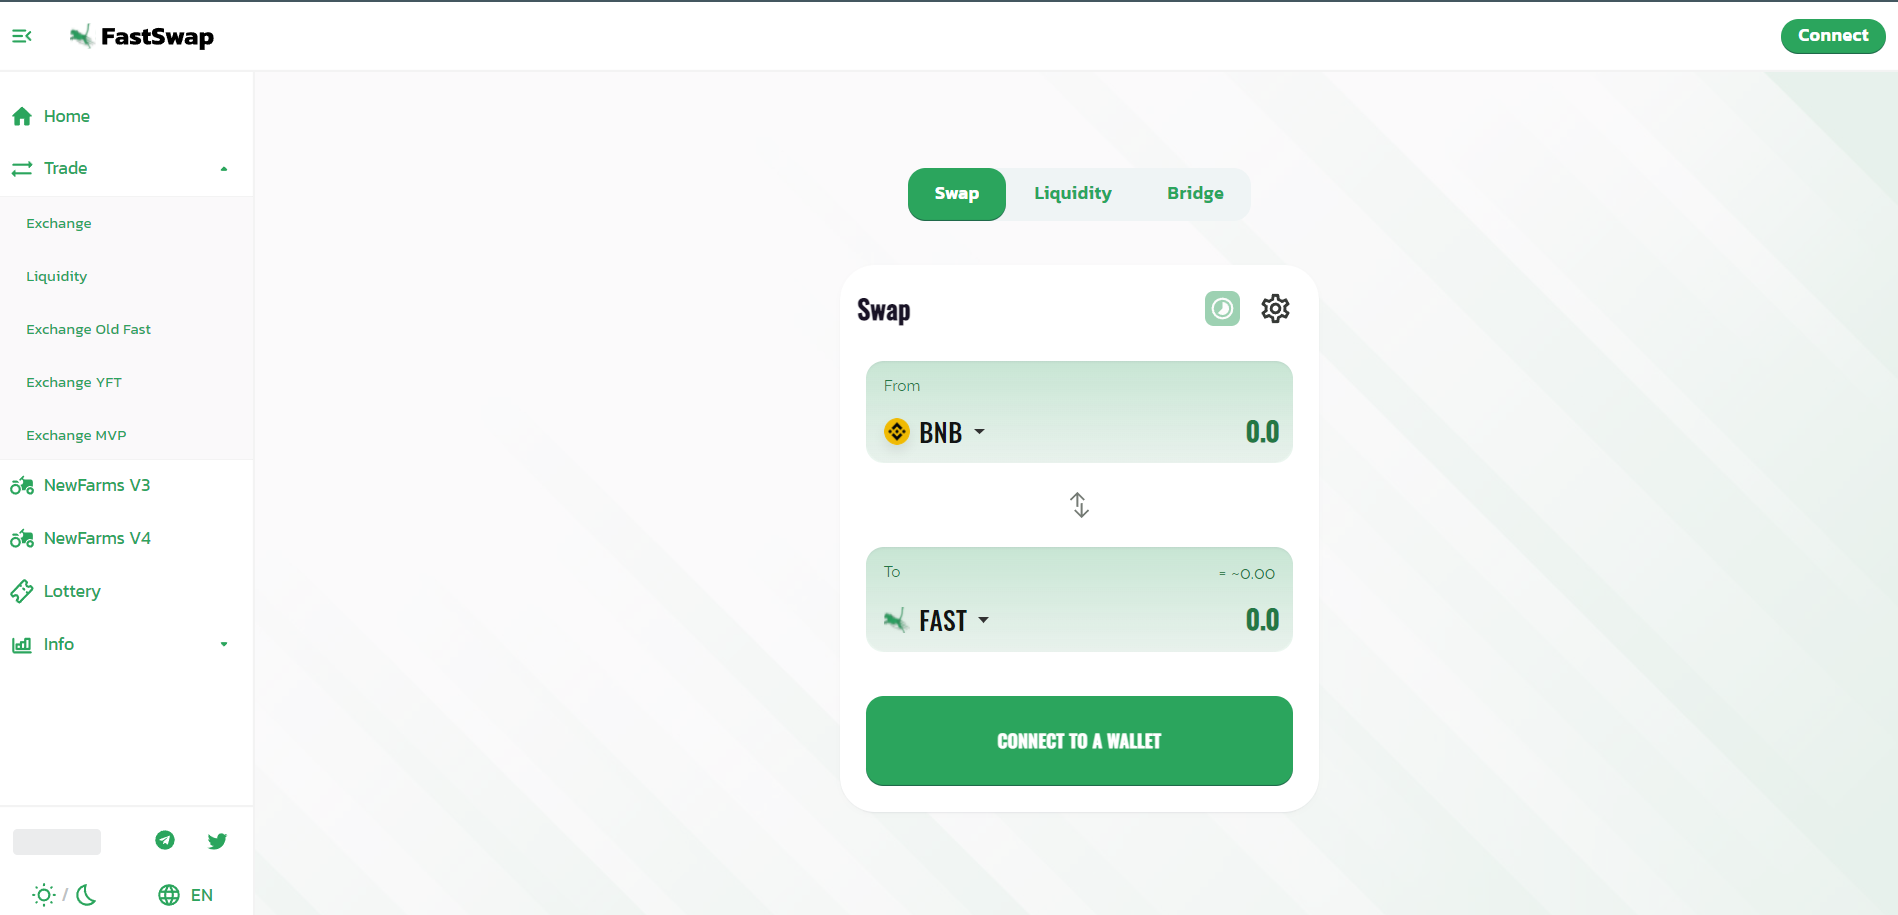 FastSwap
Connect
Home
Trade
Exchange
Liquidity
Exchange Old Fast
Exchange YFT
Exchange MVP
NewFarms V3
NewFarms V4
Lottery
Info
/
EN
Swap Liquidity Bridge
Swap
From
BNB 0.0
To = ~0.00
FAST 0.0
CONNECT TO A WALLET